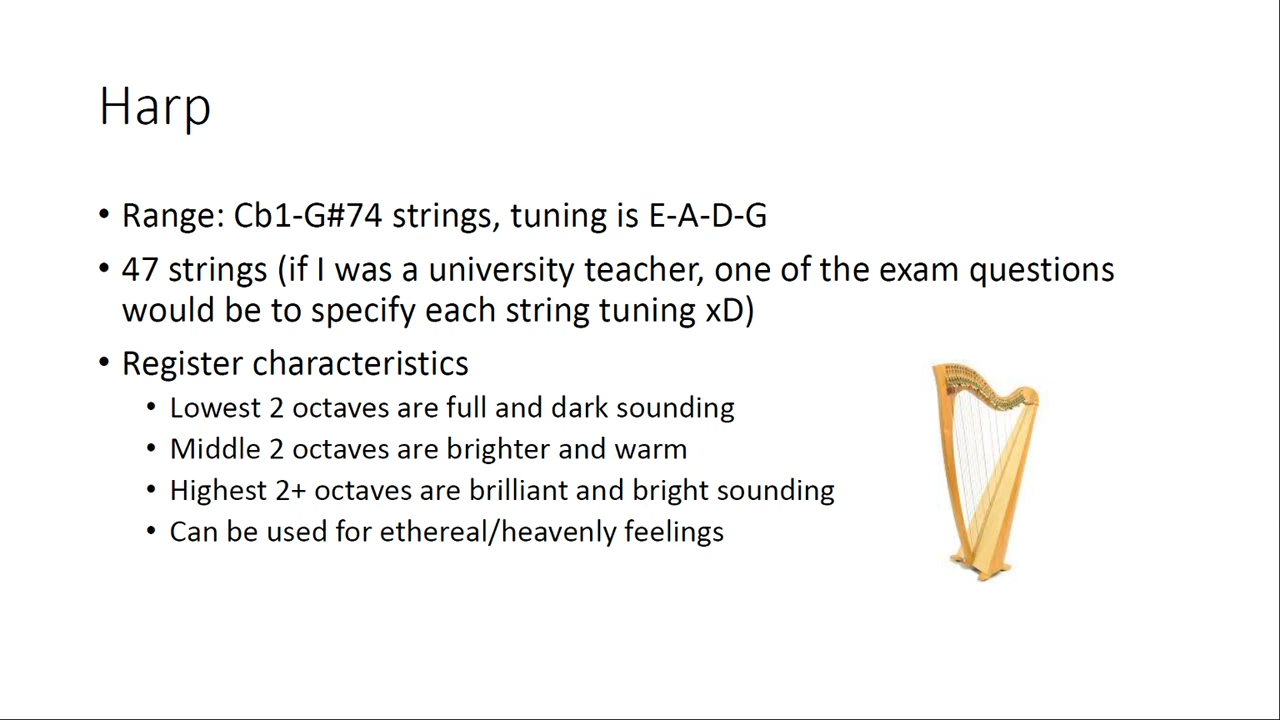 Harp
• Range: Cb1-G#74 strings, tuning is E-A-D-G
• 47 strings (if I was a university teacher, one of the exam questions
would be to specify each string tuning xD)
• Register characteristics
• Lowest 2 octaves are full and dark sounding
• Middle 2 octaves are brighter and warm
• Highest 2+ octaves are brilliant and bright sounding
• Can be used for ethereal/heavenly feelings